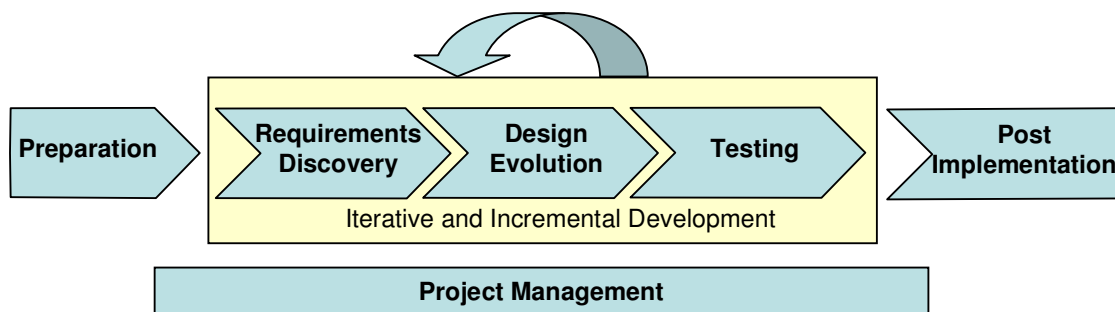 Preparation
Requirements
Discovery
Design
Evolution
Testing
Post
Implementation
Iterative and Incremental Development
Project Management